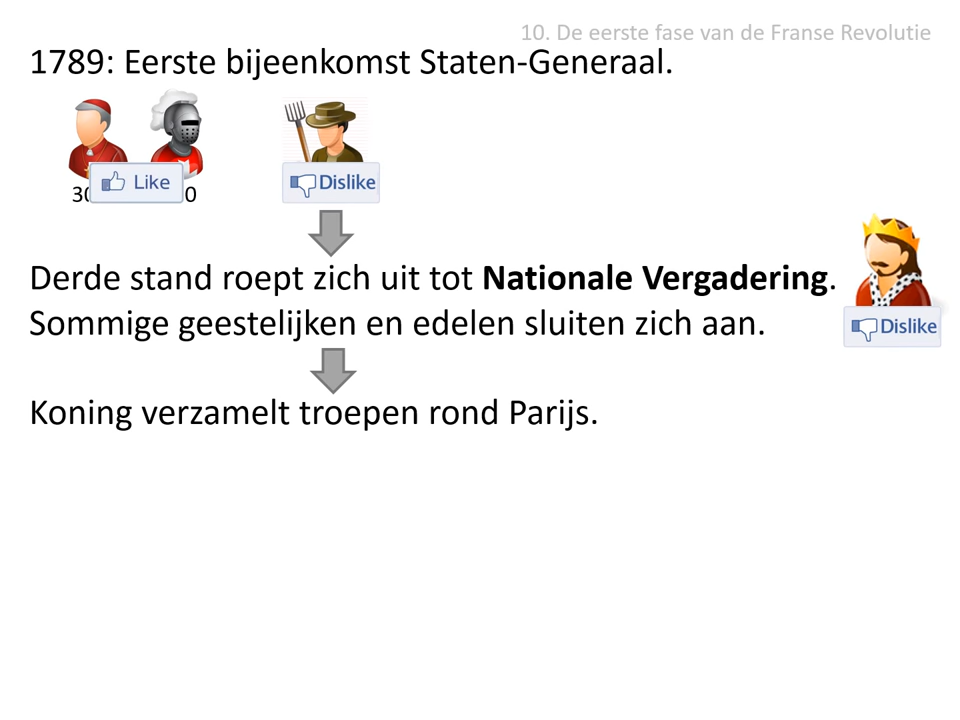 10. De eerste fase van de Franse Revolutie
1789: Eerste bijeenkomst Staten-Generaal.
Like
Dislike
Derde stand roept zich uit tot Nationale Vergadering.
Sommige geestelijken en edelen sluiten zich aan.
Dislike
Koning verzamelt troepen rond Parijs.